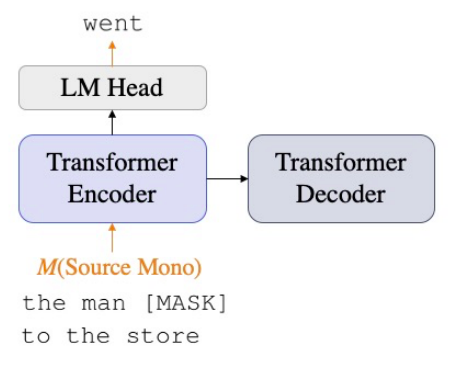 went
LM Head
Transformer
Encoder
Transformer
Decoder
M(Source Mono)
the man [MASK]
to the store